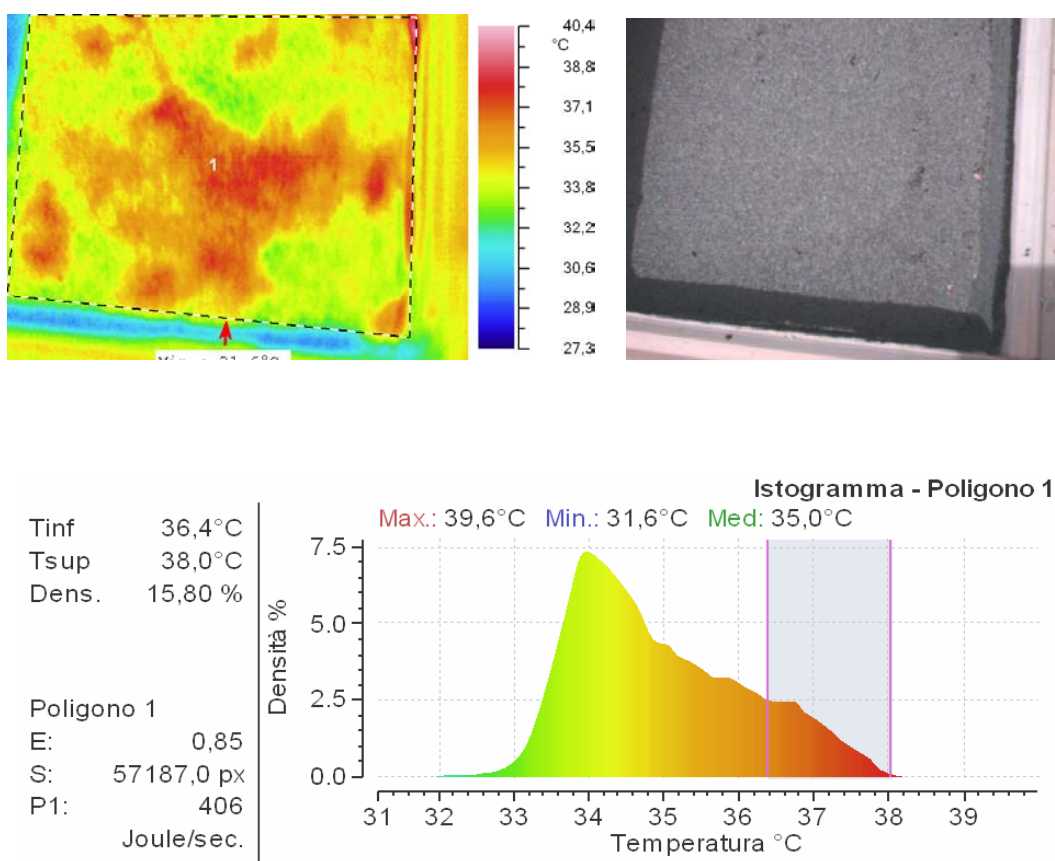 40,4
°C
38,8
37,1
35,5
33,8
32,2
30,6
28,9
27,3
1
Istogramma - Poligono 1
Tinf 36,4°C
Tsup 38,0°C
Dens. 15,80 %
Max.: 39,6°C Min.: 31,6°C Med: 35,0°C
7.5
5.0
2.5
0.0
Densità %
Poligono 1
E: 0,85
S: 57187,0 px
P1: 406
Joule/sec.
31 32 33 34 35 36 37 38 39
Temperatura °C